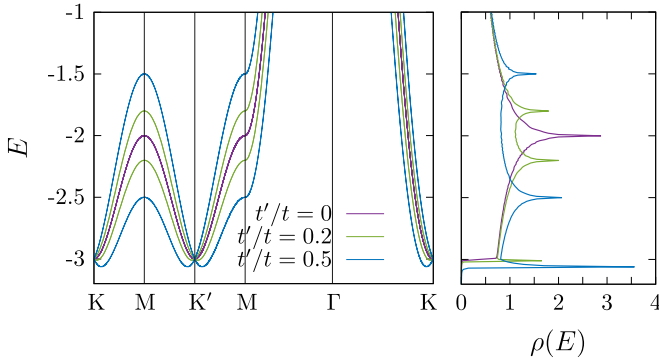 -1
-1.5
-2
-2.5
-3
E
K
M
K′
M
Γ
K
t′/t = 0
t′/t = 0.2
t′/t = 0.5
0
1
2
3
4
ρ(E)